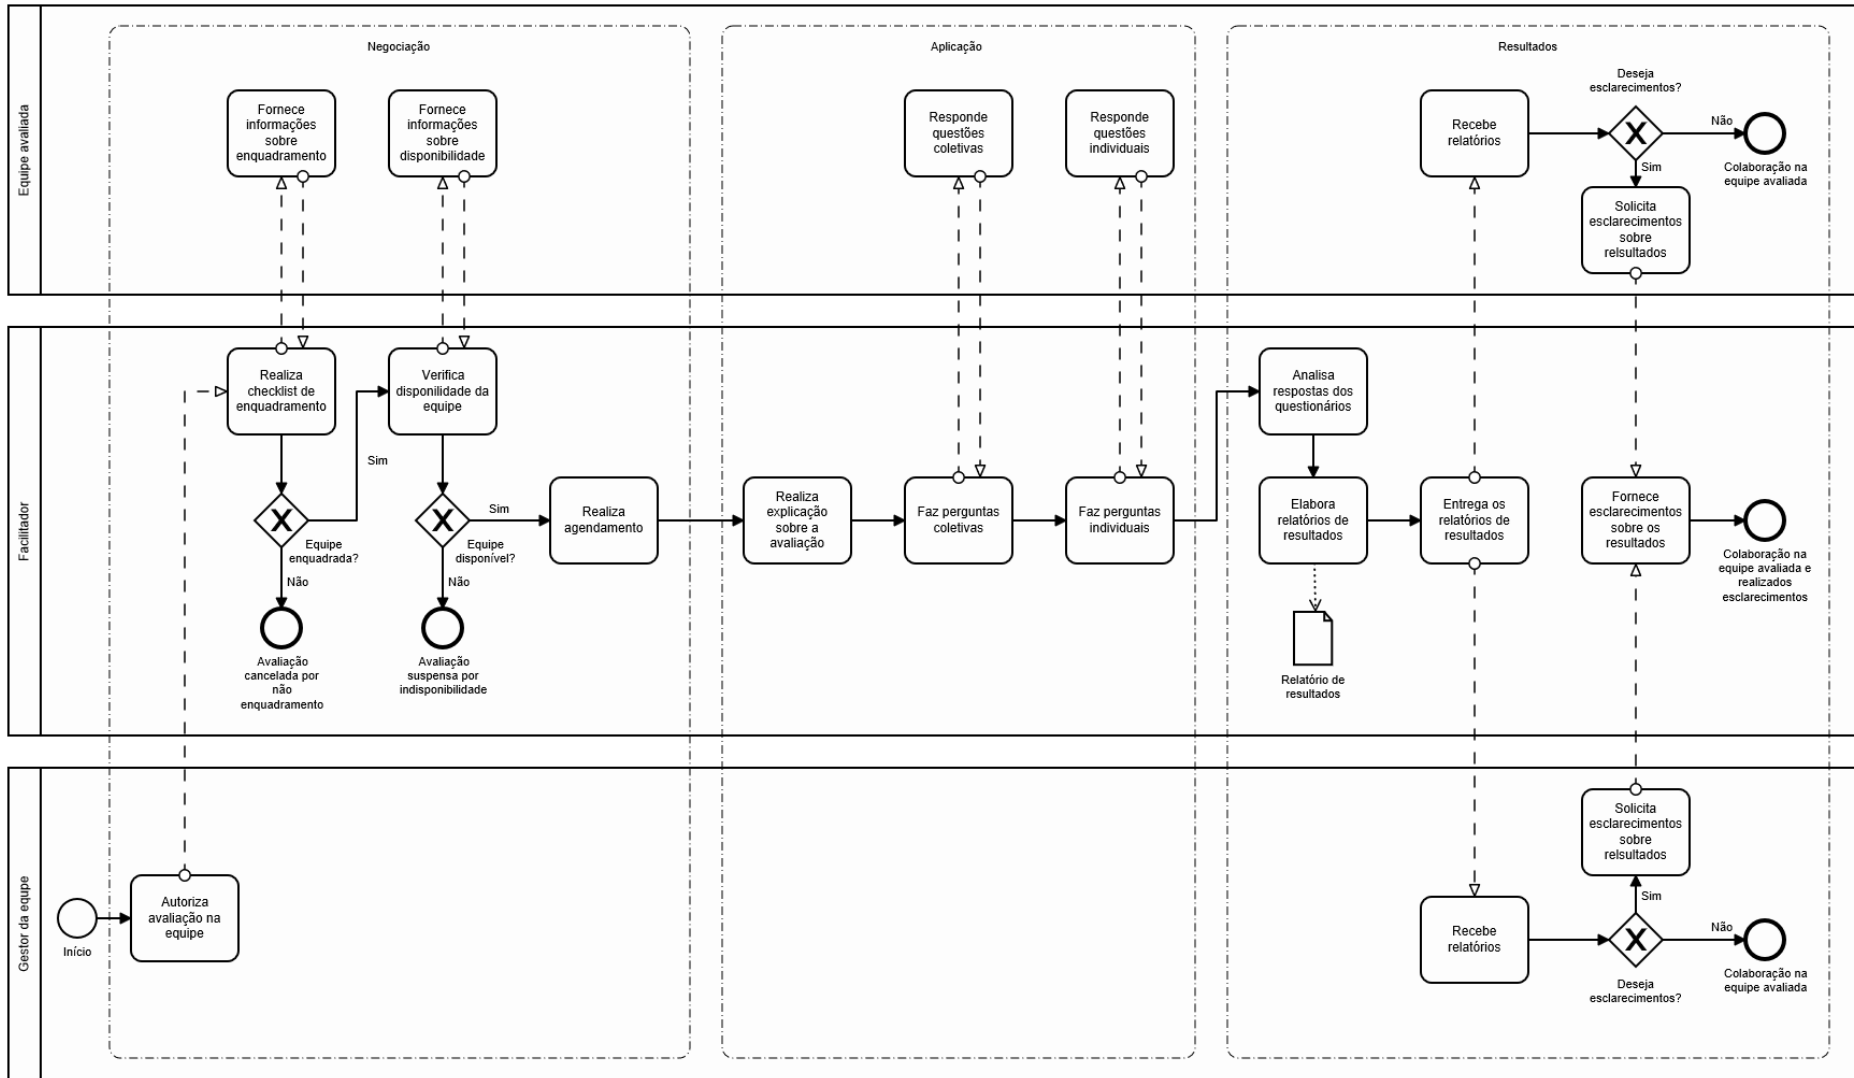 Equipe avaliada
Negociação
Aplicação
Resultados
Fornece
informações
sobre
enquadramento
Fornece
informações
sobre
disponibilidade
Responde
questões
coletivas
Responde
questões
individuais
Recebe
relatórios
Deseja
esclarecimentos?
Não
Sim
Colaboração na
equipe avaliada
Solicita
esclarecimentos
sobre
relsultados
Facilitador
Realiza
checklist de
enquadramento
Verifica
disponilidade da
equipe
Sim
Equipe
enquadrada?
Não
Avaliação
cancelada por
não
enquadramento
Sim
Equipe
disponível?
Não
Avaliação
suspensa por
indisponibilidade
Realiza
agendamento
Realiza
explicação
sobre a
avaliação
Faz perguntas
coletivas
Faz perguntas
individuais
Analisa
respostas dos
questionários
Elabora
relatórios de
resultados
Relatório de
resultados
Entrega os
relatórios de
resultados
Fornece
esclarecimentos
sobre os
resultados
Colaboração na
equipe avaliada e
realizados
esclarecimentos
Gestor da equpe
Início
Autoriza
avaliação na
equipe
Recebe
relatórios
Solicita
esclarecimentos
sobre
relsultados
Sim
Não
Deseja
esclarecimentos?
Colaboração na
equipe avaliada